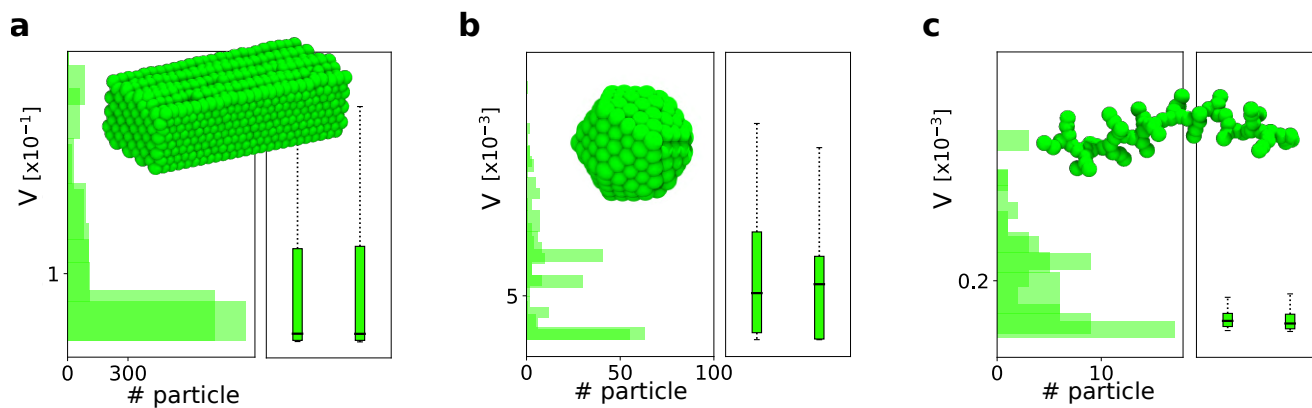 a
V [x10⁻¹]
1
0 300
# particle
b
V [x10⁻³]
5
0 50 100
# particle
c
V [x10⁻³]
0.2
0 10
# particle